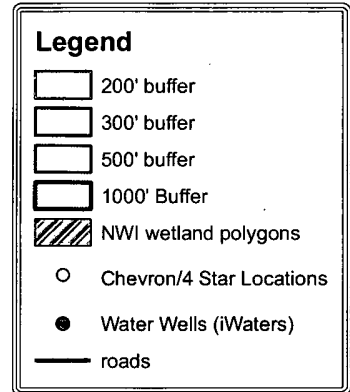 Legend
200' buffer
300' buffer
500' buffer
1000' Buffer
NWI wetland polygons
Chevron/4 Star Locations
Water Wells (iWaters)
roads